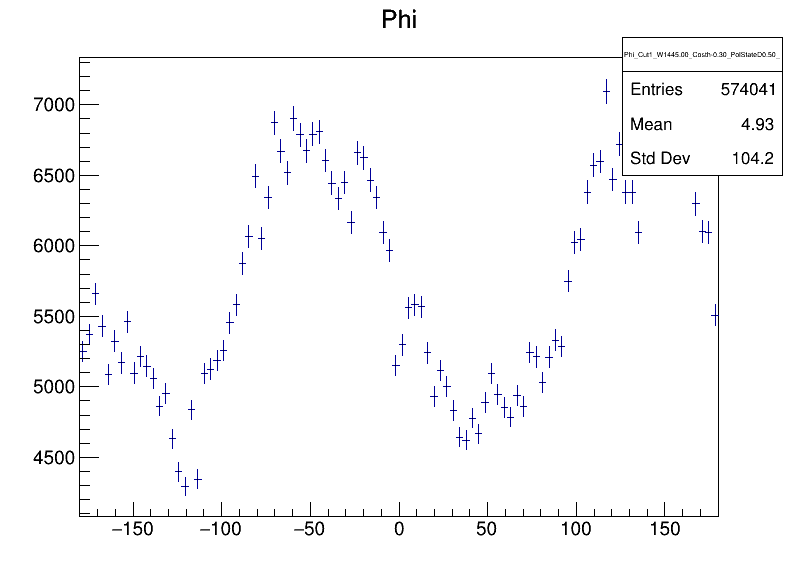 Phi
Phi_Cut1_W1445.00_Costh-0.30_PolStateD0.50_
Entries 574041
Mean 4.93
Std Dev 104.2
7000
6500
6000
5500
5000
4500
−150 −100 −50 0 50 100 150